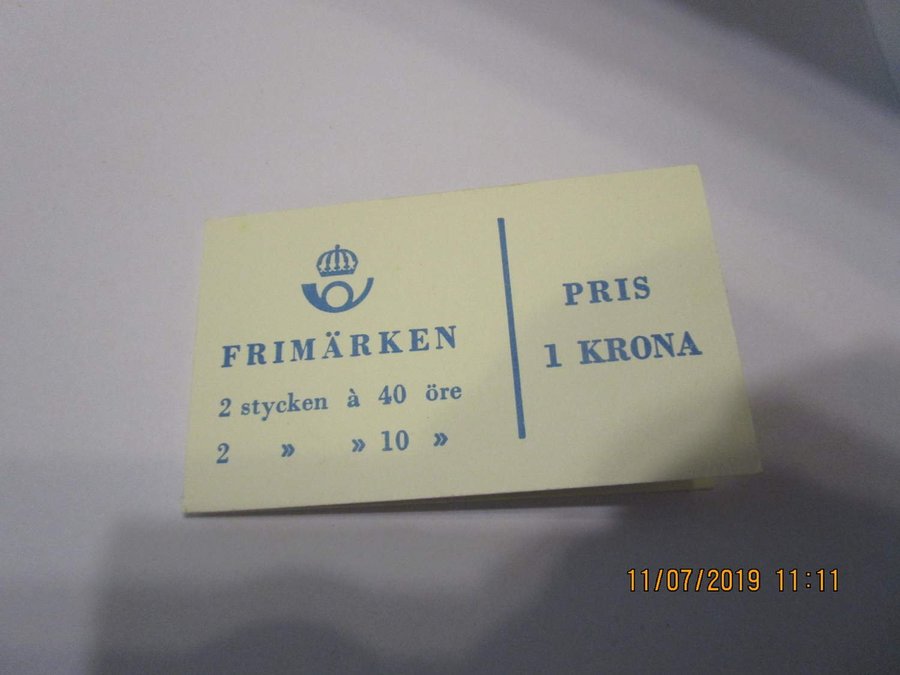 FRIMÄRKEN
2 stycken à 40 öre
2 » » 10 »
PRIS
1 KRONA
11/07/2019 11:11